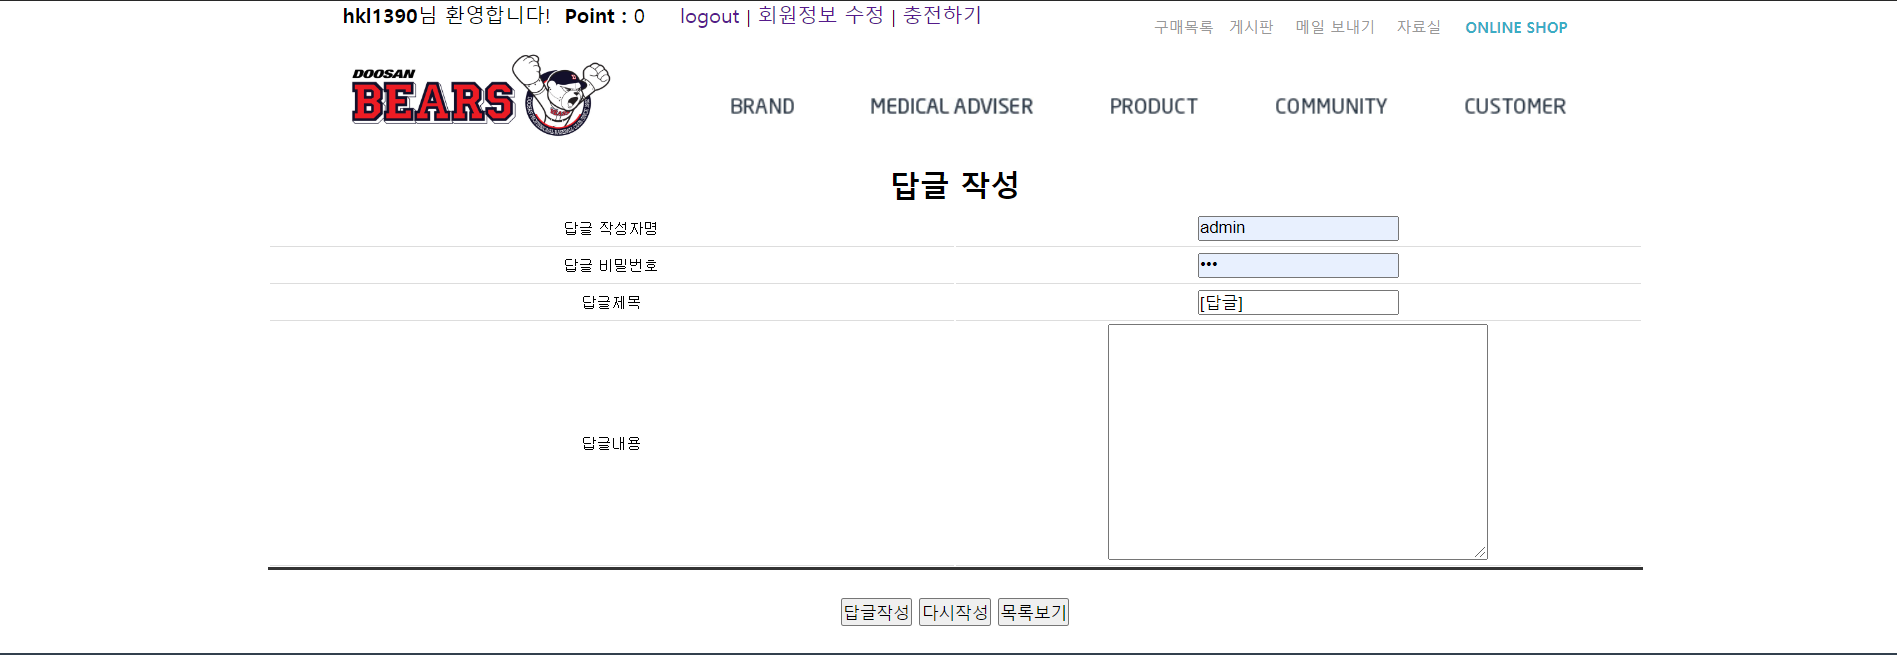 hkl1390님 환영합니다! Point : 0 logout | 회원정보 수정 | 충전하기
구매목록 게시판 메일 보내기 자료실 ONLINE SHOP
DOOSAN
BEARS
BRAND MEDICAL ADVISER PRODUCT COMMUNITY CUSTOMER
답글 작성
답글 작성자명 admin
답글 비밀번호 •••
답글제목 [답글]
답글내용
답글작성 다시작성 목록보기